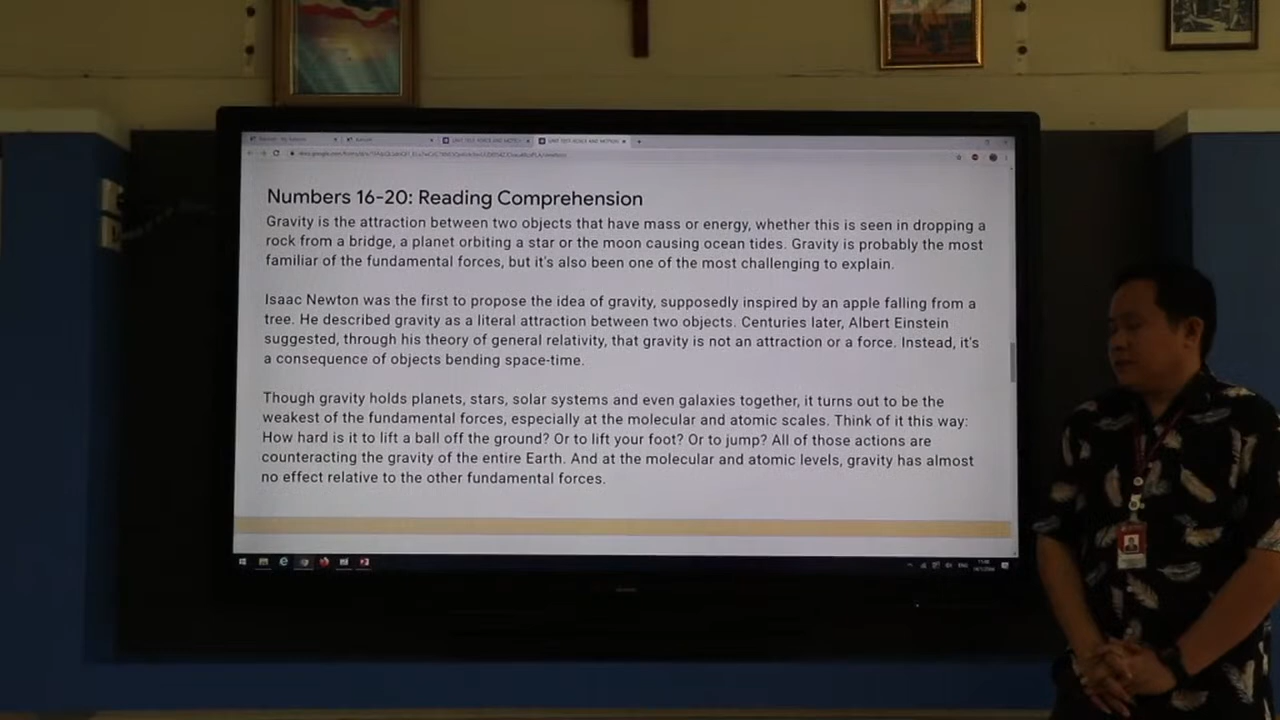 UNIT TEST: FORCE AND MOTION
Numbers 16-20: Reading Comprehension
Gravity is the attraction between two objects that have mass or energy, whether this is seen in dropping a
rock from a bridge, a planet orbiting a star or the moon causing ocean tides. Gravity is probably the most
familiar of the fundamental forces, but it's also been one of the most challenging to explain.
Isaac Newton was the first to propose the idea of gravity, supposedly inspired by an apple falling from a
tree. He described gravity as a literal attraction between two objects. Centuries later, Albert Einstein
suggested, through his theory of general relativity, that gravity is not an attraction or a force. Instead, it's
a consequence of objects bending space-time.
Though gravity holds planets, stars, solar systems and even galaxies together, it turns out to be the
weakest of the fundamental forces, especially at the molecular and atomic scales. Think of it this way:
How hard is it to lift a ball off the ground? Or to lift your foot? Or to jump? All of those actions are
counteracting the gravity of the entire Earth. And at the molecular and atomic levels, gravity has almost
no effect relative to the other fundamental forces.
ENG